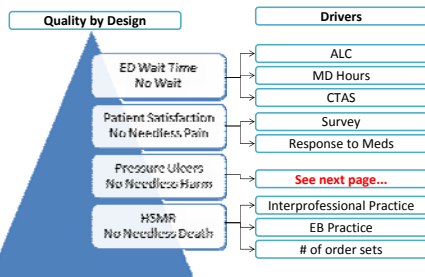 Quality by Design
Drivers
ED Wait Time
No Wait
ALC
MD Hours
CTAS
Patient Satisfaction
No Needless Pain
Survey
Response to Meds
Pressure Ulcers
No Needless Harm
See next page...
HSMR
No Needless Death
Interprofessional Practice
EB Practice
# of order sets